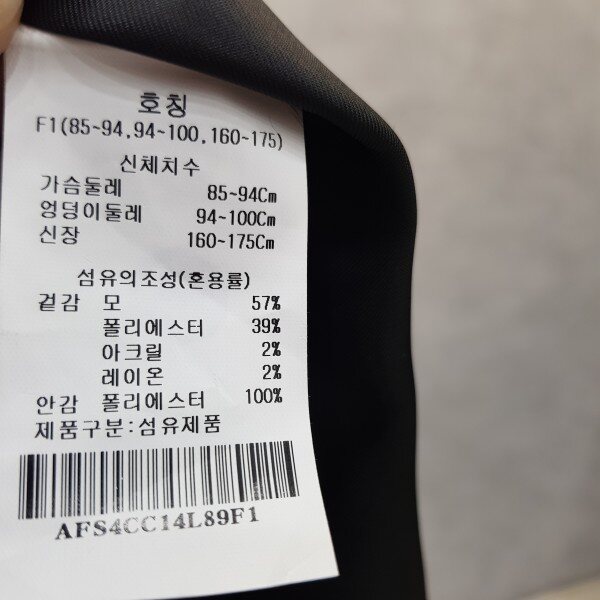 호칭
F1(85~94,94~100,160~175)
신체치수
가슴둘레 85~94Cm
엉덩이둘레 94~100Cm
신장 160~175Cm
섬유의조성(혼용률)
겉감 모 57%
폴리에스터 39%
아크릴 2%
레이온 2%
안감 폴리에스터 100%
제품구분:섬유제품
AFS4CC14L89F1